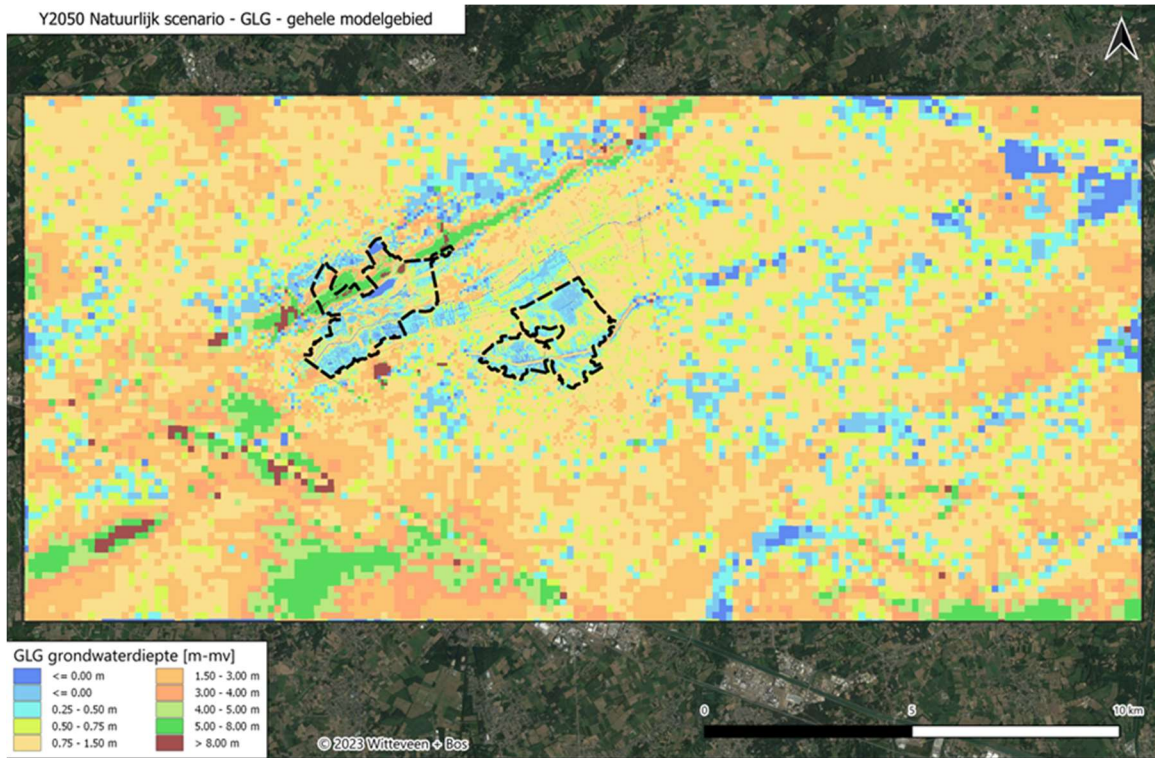 Y2050 Natuurlijk scenario - GLG - gehele modelgebied
GLG grondwaterdiepte [m-mv]
<= 0.00 m
<= 0.00
0.25 - 0.50 m
0.50 - 0.75 m
0.75 - 1.50 m
1.50 - 3.00 m
3.00 - 4.00 m
4.00 - 5.00 m
5.00 - 8.00 m
> 8.00 m
© 2023 Witteveen + Bos
0 5 10 km